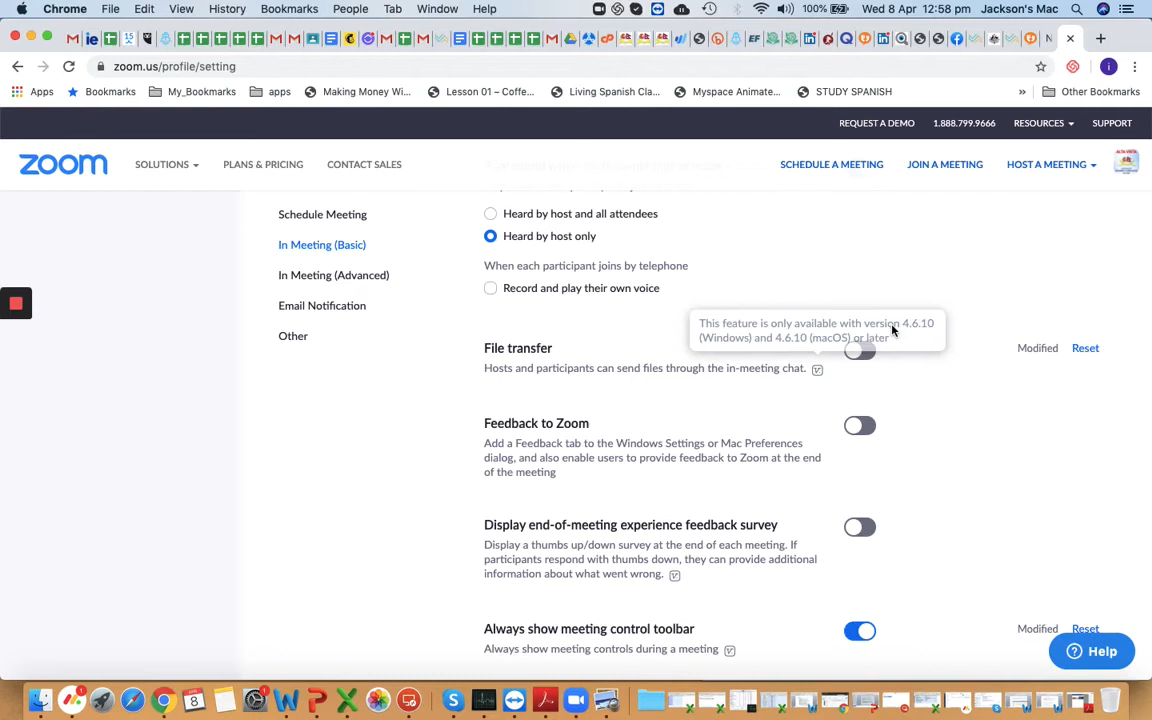 Chrome File Edit View History Bookmarks People Tab Window Help 100% Wed 8 Apr 12:58 pm Jackson's Mac
zoom.us/profile/setting
Apps Bookmarks My_Bookmarks apps Making Money Wi... Lesson 01 – Coffe... Living Spanish Cla... Myspace Animate... STUDY SPANISH » Other Bookmarks
REQUEST A DEMO 1.888.799.9666 RESOURCES SUPPORT
zoom SOLUTIONS PLANS & PRICING CONTACT SALES SCHEDULE A MEETING JOIN A MEETING HOST A MEETING
Schedule Meeting
In Meeting (Basic)
In Meeting (Advanced)
Email Notification
Other
Heard by host and all attendees
Heard by host only
When each participant joins by telephone
Record and play their own voice
This feature is only available with version 4.6.10
(Windows) and 4.6.10 (macOS) or later
File transfer Modified Reset
Hosts and participants can send files through the in-meeting chat.
Feedback to Zoom
Add a Feedback tab to the Windows Settings or Mac Preferences
dialog, and also enable users to provide feedback to Zoom at the end
of the meeting
Display end-of-meeting experience feedback survey
Display a thumbs up/down survey at the end of each meeting. If
participants respond with thumbs down, they can provide additional
information about what went wrong.
Always show meeting control toolbar Modified Reset
Always show meeting controls during a meeting
Help